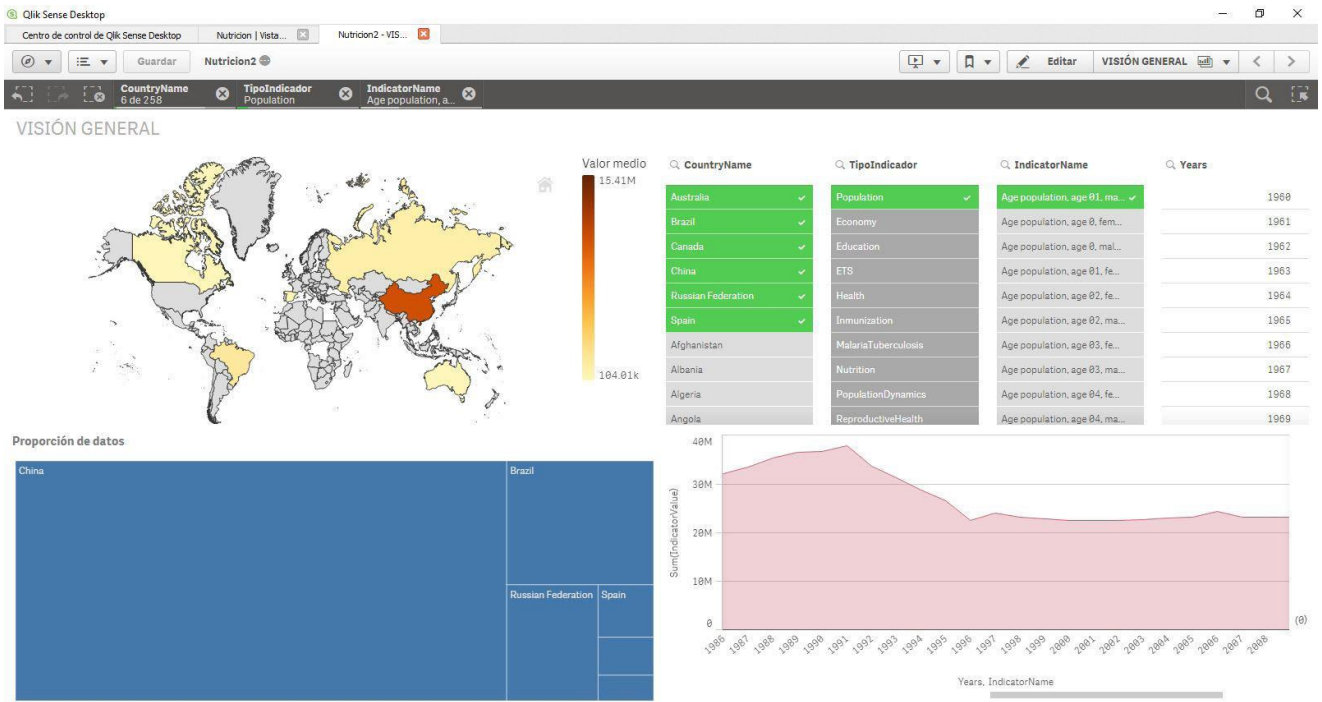 Qlik Sense Desktop
Centro de control de Qlik Sense Desktop
Nutricion | Vista...
Nutricion2 - VIS...
Guardar
Nutricion2
Editar
VISIÓN GENERAL
CountryName
6 de 258
TipoIndicador
Population
IndicatorName
Age population, a...
VISIÓN GENERAL
Valor medio
15.41M
104.01k
CountryName
Australia
Brazil
Canada
China
Russian Federation
Spain
Afghanistan
Albania
Algeria
Angola
TipoIndicador
Population
Economy
Education
ETS
Health
Inmunization
MalariaTuberculosis
Nutrition
PopulationDynamics
ReproductiveHealth
IndicatorName
Age population, age 01, ma...
Age population, age 0, fem...
Age population, age 0, mal...
Age population, age 01, fe...
Age population, age 02, fe...
Age population, age 02, ma...
Age population, age 03, fe...
Age population, age 03, ma...
Age population, age 04, fe...
Age population, age 04, ma...
Years
1960
1961
1962
1963
1964
1965
1966
1967
1968
1969
Proporción de datos
China
Brazil
Russian Federation
Spain
Sum(IndicatorValue)
40M
30M
20M
10M
0
(0)
1986
1987
1988
1989
1990
1991
1992
1993
1994
1995
1996
1997
1998
1999
2000
2001
2002
2003
2004
2005
2006
2007
2008
Years, IndicatorName